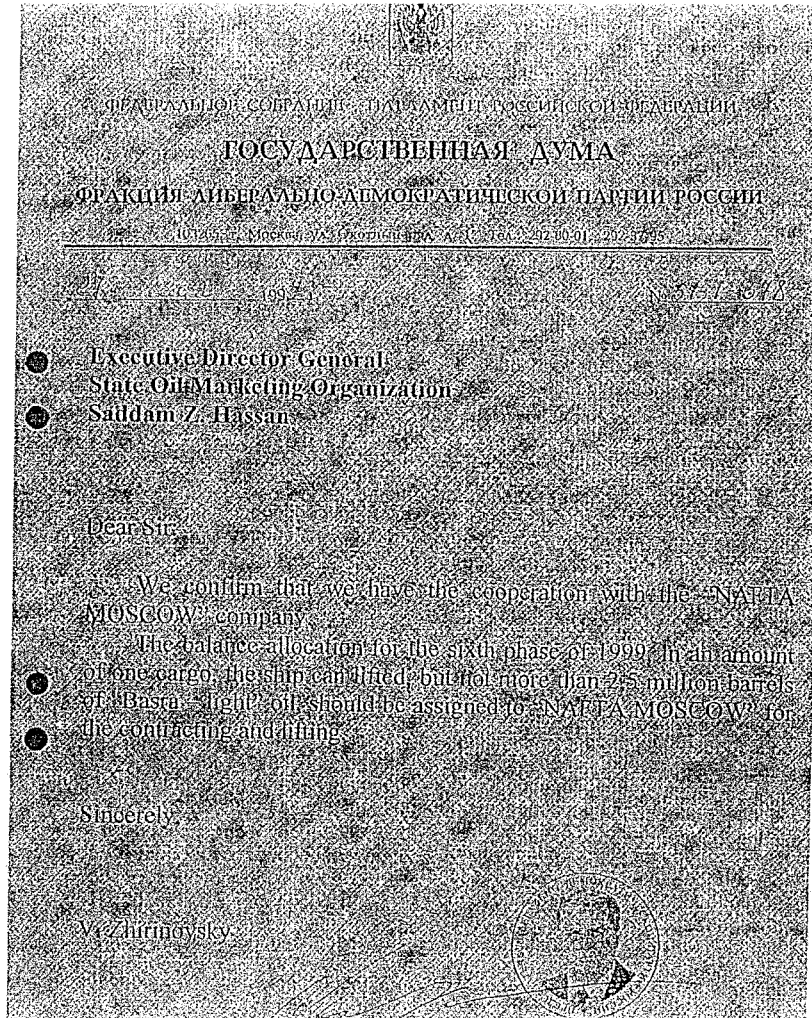 ФЕДЕРАЛЬНОЕ СОБРАНИЕ - ПАРЛАМЕНТ РОССИЙСКОЙ ФЕДЕРАЦИИ
ГОСУДАРСТВЕННАЯ ДУМА
ФРАКЦИЯ ЛИБЕРАЛЬНО-ДЕМОКРАТИЧЕСКОЙ ПАРТИИ РОССИИ
Москва
199
Executive Director General
State Oil Marketing Organization
Saddam Z. Hassan
Dear Sir,
We confirm that we have the cooperation with the "NAFTA
MOSCOW" company.
The balance allocation for the sixth phase of 1999, in an amount
of one cargo, the ship can lifted, but not more than 2.5 million barrels
of "Basra - light" oil, should be assigned to "NAFTA MOSCOW" for
the contracting and lifting.
Sincerely
V. Zhirinovsky